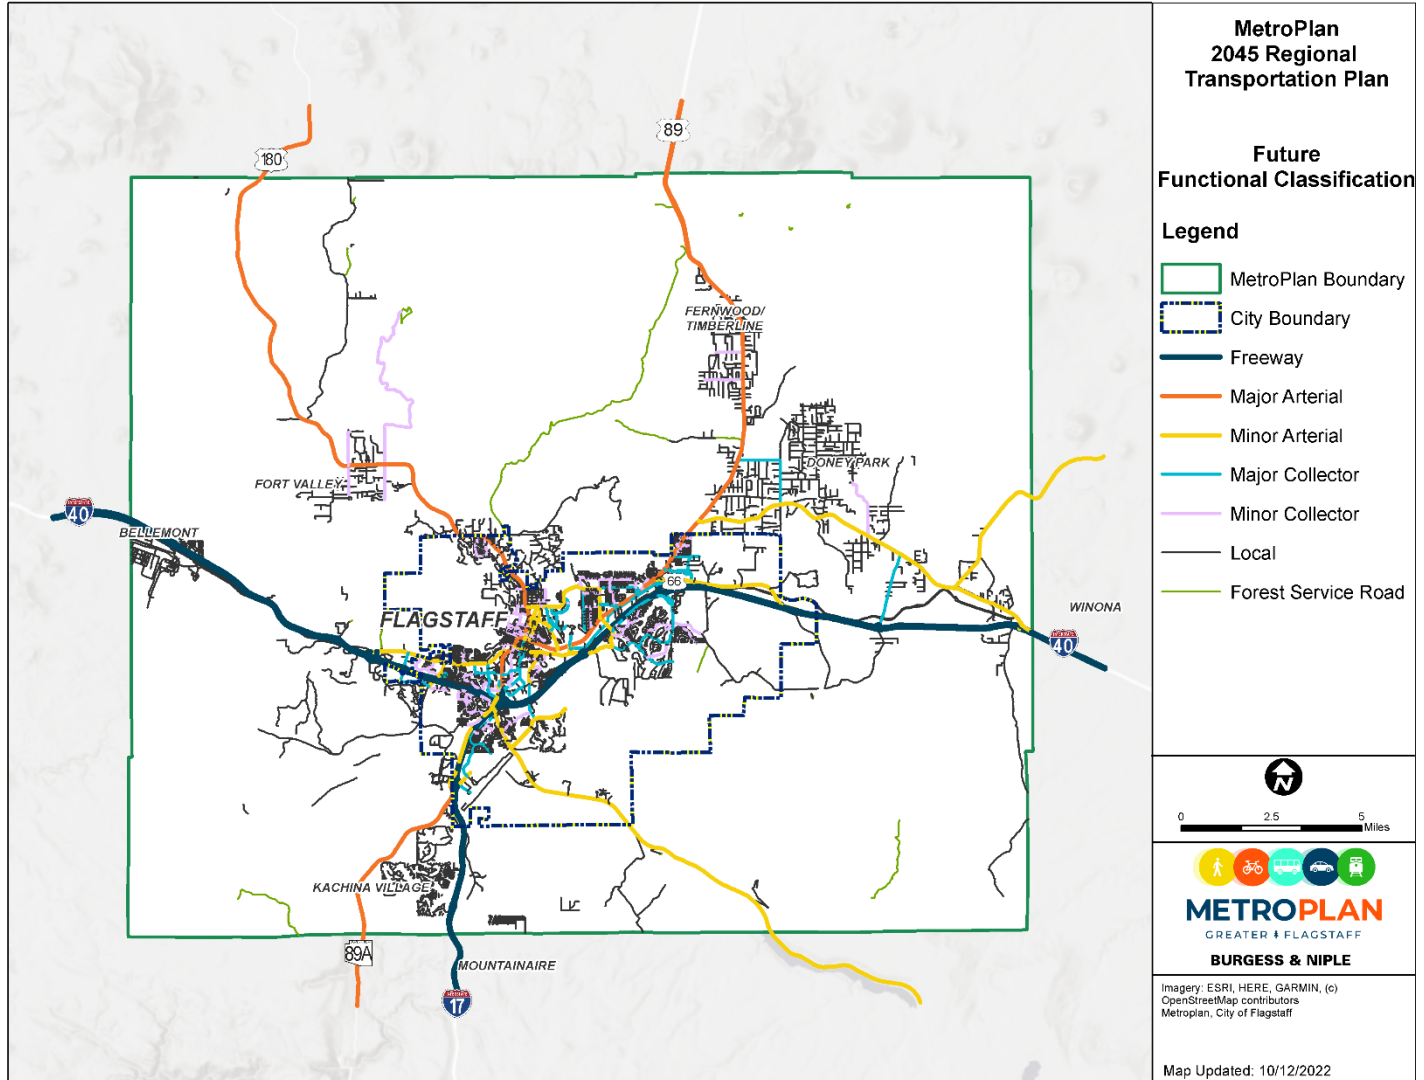 MetroPlan
2045 Regional
Transportation Plan
Future
Functional Classification
Legend
MetroPlan Boundary
City Boundary
Freeway
Major Arterial
Minor Arterial
Major Collector
Minor Collector
Local
Forest Service Road
N
0 2.5 5
Miles
METROPLAN
GREATER FLAGSTAFF
BURGESS & NIPLE
Imagery: ESRI, HERE, GARMIN, (c)
OpenStreetMap contributors
Metroplan, City of Flagstaff
Map Updated: 10/12/2022
89
180
FERNWOOD/
TIMBERLINE
DONEY PARK
FORT VALLEY
40
BELLEMONT
66
WINONA
FLAGSTAFF
40
KACHINA VILLAGE
89A
MOUNTAINAIRE
17